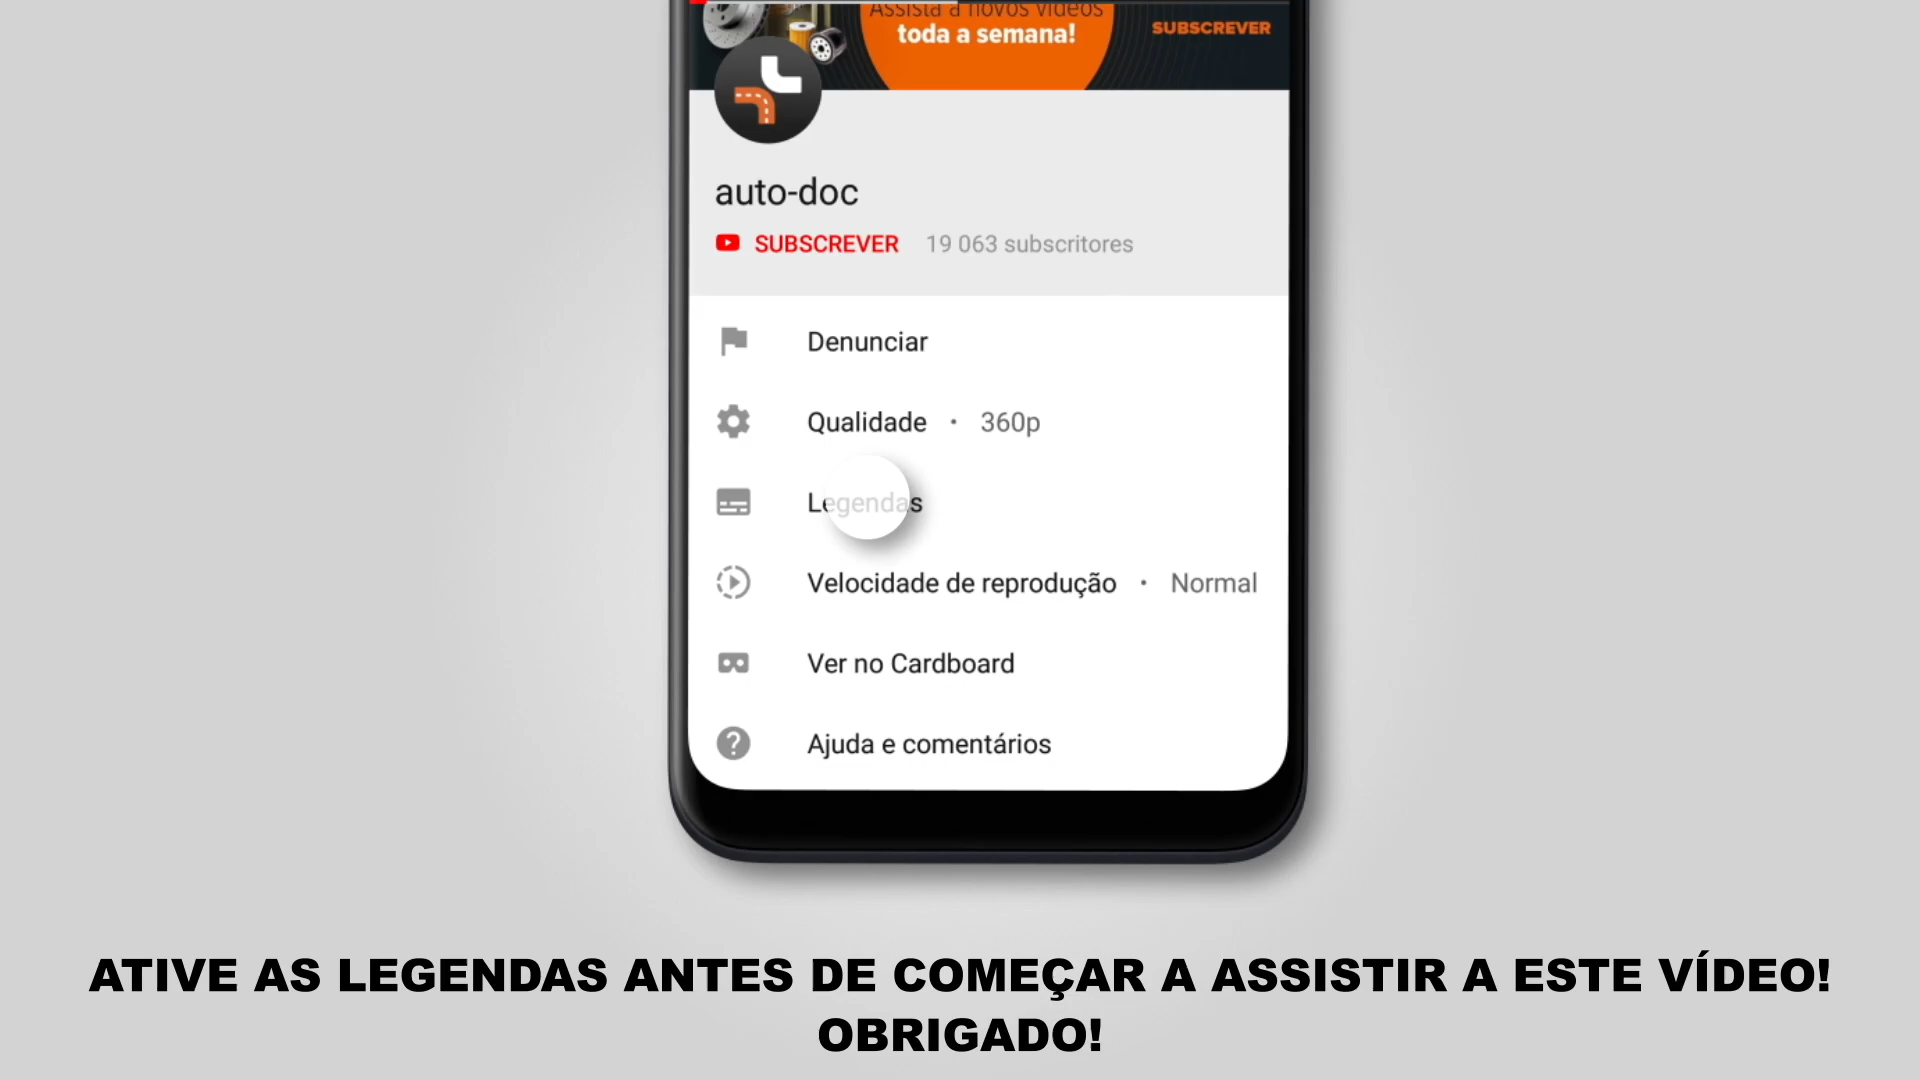 Assista a novos vídeos
toda a semana!
SUBSCREVER
auto-doc
SUBSCREVER 19 063 subscritores
Denunciar
Qualidade • 360p
Legendas
Velocidade de reprodução • Normal
Ver no Cardboard
Ajuda e comentários
ATIVE AS LEGENDAS ANTES DE COMEÇAR A ASSISTIR A ESTE VÍDEO!
OBRIGADO!